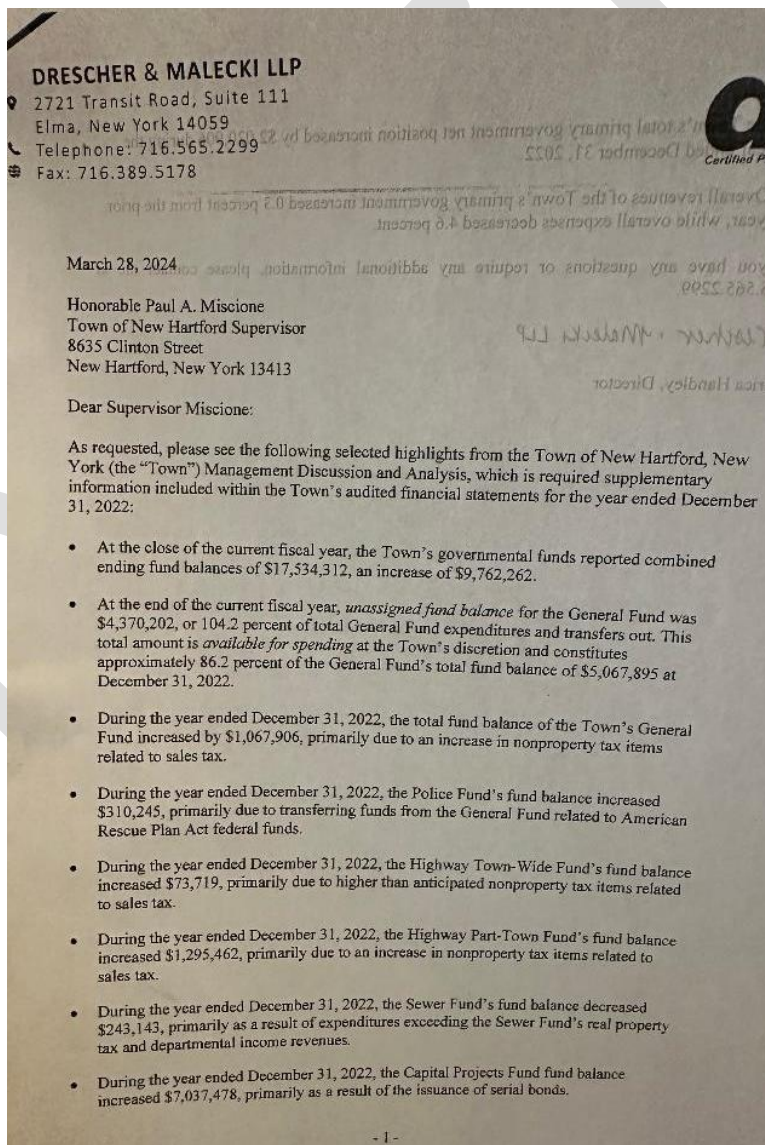 DRESCHER & MALECKI LLP
2721 Transit Road, Suite 111
Elma, New York 14059
Telephone: 716.565.2299
Fax: 716.389.5178
Certified P
March 28, 2024
Honorable Paul A. Miscione
Town of New Hartford Supervisor
8635 Clinton Street
New Hartford, New York 13413
Dear Supervisor Miscione:
As requested, please see the following selected highlights from the Town of New Hartford, New
York (the “Town”) Management Discussion and Analysis, which is required supplementary
information included within the Town’s audited financial statements for the year ended December
31, 2022:
• At the close of the current fiscal year, the Town’s governmental funds reported combined
ending fund balances of $17,534,312, an increase of $9,762,262.
• At the end of the current fiscal year, unassigned fund balance for the General Fund was
$4,370,202, or 104.2 percent of total General Fund expenditures and transfers out. This
total amount is available for spending at the Town’s discretion and constitutes
approximately 86.2 percent of the General Fund’s total fund balance of $5,067,895 at
December 31, 2022.
• During the year ended December 31, 2022, the total fund balance of the Town’s General
Fund increased by $1,067,906, primarily due to an increase in nonproperty tax items
related to sales tax.
• During the year ended December 31, 2022, the Police Fund’s fund balance increased
$310,245, primarily due to transferring funds from the General Fund related to American
Rescue Plan Act federal funds.
• During the year ended December 31, 2022, the Highway Town-Wide Fund’s fund balance
increased $73,719, primarily due to higher than anticipated nonproperty tax items related
to sales tax.
• During the year ended December 31, 2022, the Highway Part-Town Fund’s fund balance
increased $1,295,462, primarily due to an increase in nonproperty tax items related to
sales tax.
• During the year ended December 31, 2022, the Sewer Fund’s fund balance decreased
$243,143, primarily as a result of expenditures exceeding the Sewer Fund’s real property
tax and departmental income revenues.
• During the year ended December 31, 2022, the Capital Projects Fund fund balance
increased $7,037,478, primarily as a result of the issuance of serial bonds.
- 1 -